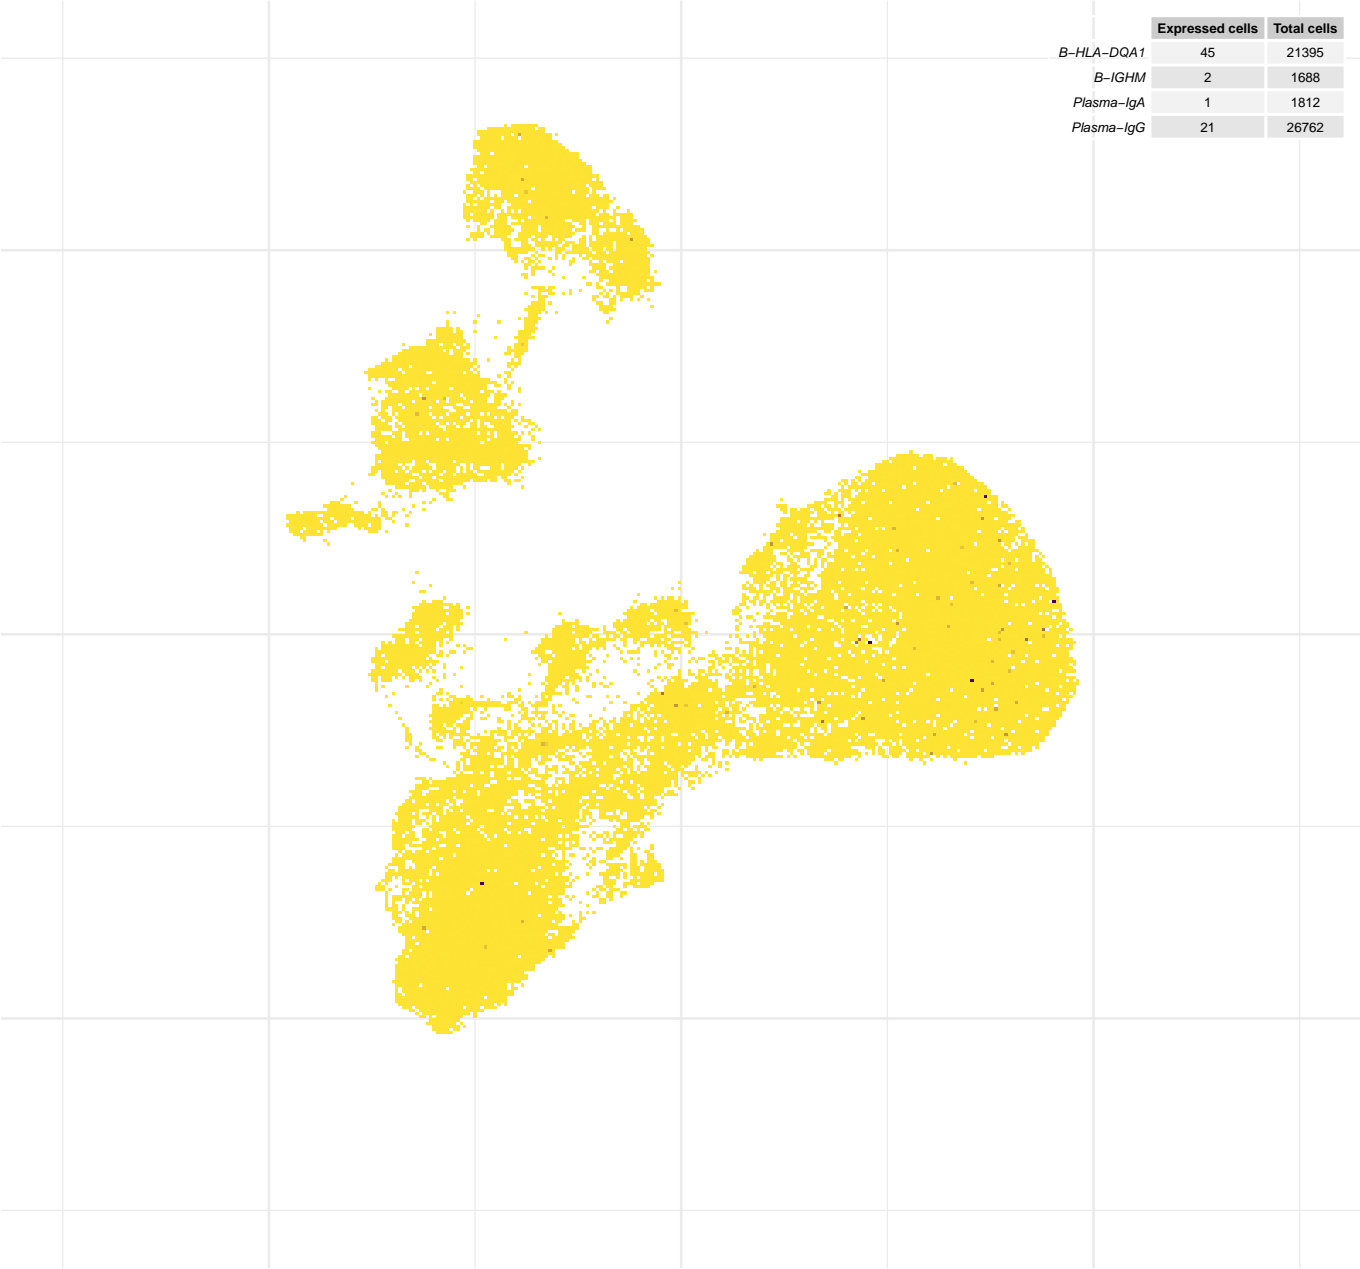 Expressed cells Total cells
B−HLA−DQA1 45 21395
B−IGHM 2 1688
Plasma−IgA 1 1812
Plasma−IgG 21 26762